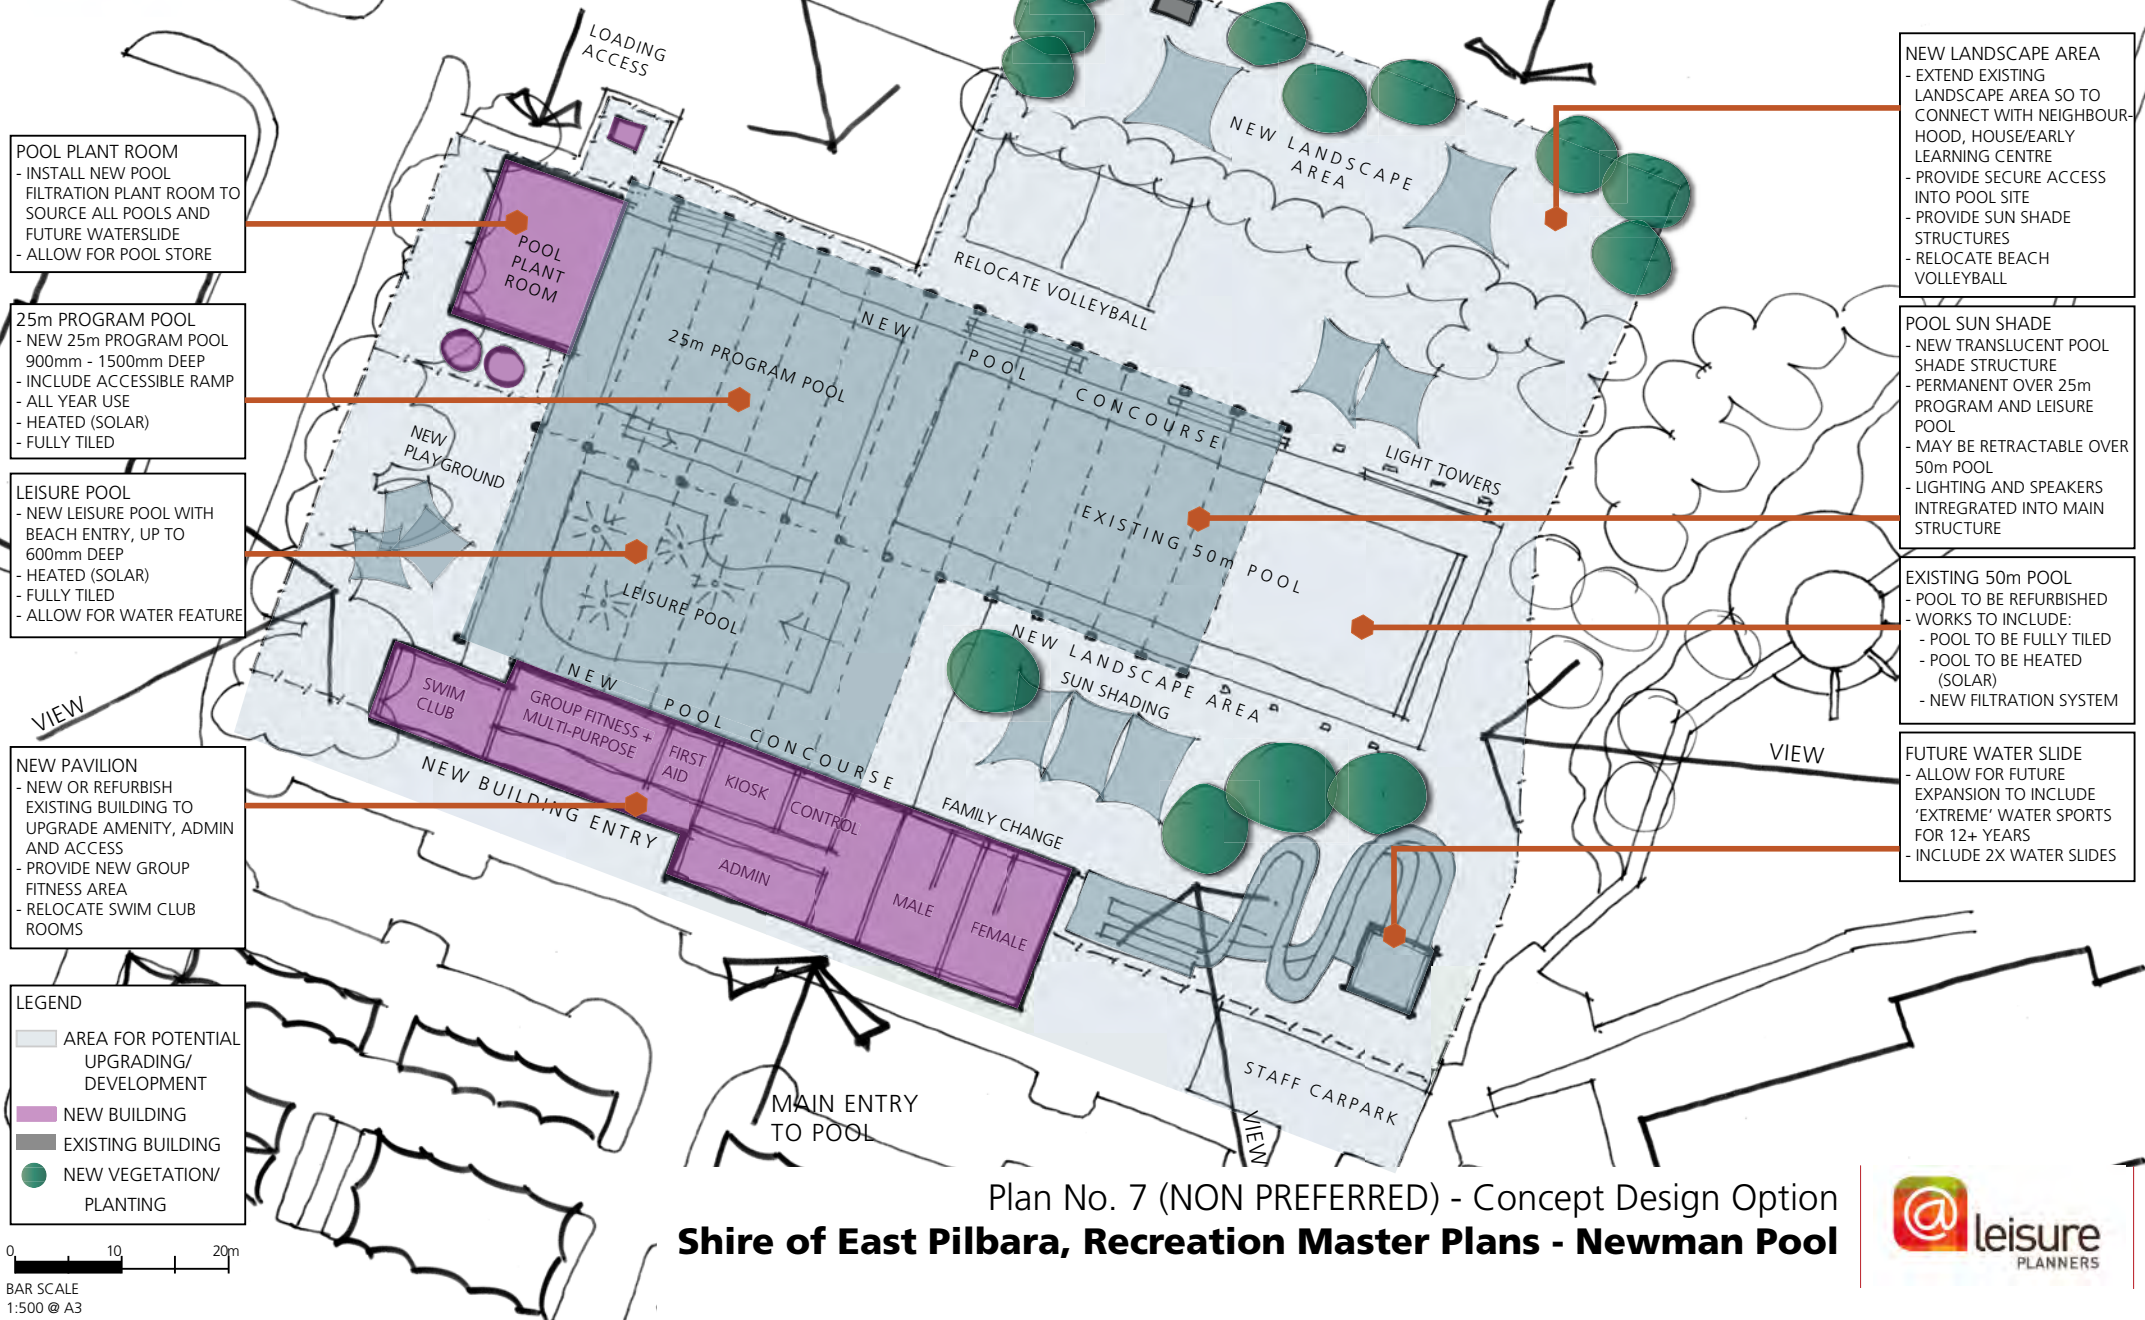 POOL PLANT ROOM
- INSTALL NEW POOL
FILTRATION PLANT ROOM TO
SOURCE ALL POOLS AND
FUTURE WATERSLIDE
- ALLOW FOR POOL STORE
25m PROGRAM POOL
- NEW 25m PROGRAM POOL
900mm - 1500mm DEEP
- INCLUDE ACCESSIBLE RAMP
- ALL YEAR USE
- HEATED (SOLAR)
- FULLY TILED
LEISURE POOL
- NEW LEISURE POOL WITH
BEACH ENTRY, UP TO
600mm DEEP
- HEATED (SOLAR)
- FULLY TILED
- ALLOW FOR WATER FEATURE
VIEW
NEW PAVILION
- NEW OR REFURBISH
EXISTING BUILDING TO
UPGRADE AMENITY, ADMIN
AND ACCESS
- PROVIDE NEW GROUP
FITNESS AREA
- RELOCATE SWIM CLUB
ROOMS
LEGEND
AREA FOR POTENTIAL
UPGRADING/
DEVELOPMENT
NEW BUILDING
EXISTING BUILDING
NEW VEGETATION/
PLANTING
0 10 20m
BAR SCALE
1:500 @ A3
LOADING
ACCESS
POOL
PLANT
ROOM
NEW
PLAYGROUND
25m PROGRAM POOL
NEW POOL CONCOURSE
RELOCATE VOLLEYBALL
NEW LANDSCAPE
AREA
LIGHT TOWERS
EXISTING 50m POOL
LEISURE POOL
NEW LANDSCAPE AREA
SUN SHADING
NEW POOL CONCOURSE
SWIM
CLUB
GROUP FITNESS +
MULTI-PURPOSE
FIRST
AID
KIOSK
CONTROL
FAMILY CHANGE
NEW BUILDING ENTRY
ADMIN
MALE
FEMALE
MAIN ENTRY
TO POOL
STAFF CARPARK
VIEW
VIEW
NEW LANDSCAPE AREA
- EXTEND EXISTING
LANDSCAPE AREA SO TO
CONNECT WITH NEIGHBOUR-
HOOD, HOUSE/EARLY
LEARNING CENTRE
- PROVIDE SECURE ACCESS
INTO POOL SITE
- PROVIDE SUN SHADE
STRUCTURES
- RELOCATE BEACH
VOLLEYBALL
POOL SUN SHADE
- NEW TRANSLUCENT POOL
SHADE STRUCTURE
- PERMANENT OVER 25m
PROGRAM AND LEISURE
POOL
- MAY BE RETRACTABLE OVER
50m POOL
- LIGHTING AND SPEAKERS
INTREGRATED INTO MAIN
STRUCTURE
EXISTING 50m POOL
- POOL TO BE REFURBISHED
- WORKS TO INCLUDE:
- POOL TO BE FULLY TILED
- POOL TO BE HEATED
(SOLAR)
- NEW FILTRATION SYSTEM
FUTURE WATER SLIDE
- ALLOW FOR FUTURE
EXPANSION TO INCLUDE
'EXTREME' WATER SPORTS
FOR 12+ YEARS
- INCLUDE 2X WATER SLIDES
Plan No. 7 (NON PREFERRED) - Concept Design Option
Shire of East Pilbara, Recreation Master Plans - Newman Pool
@leisure
PLANNERS